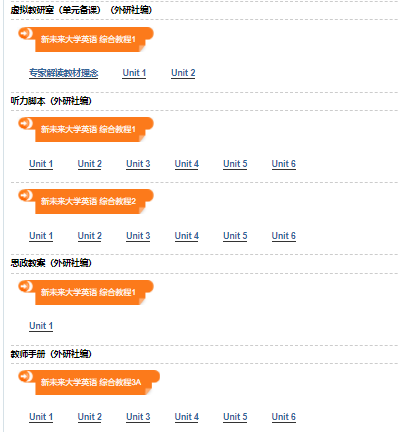 虚拟教研室（单元备课）（外研社编）
新未来大学英语 综合教程1
专家解读教材理念 Unit 1 Unit 2
听力脚本（外研社编）
新未来大学英语 综合教程1
Unit 1 Unit 2 Unit 3 Unit 4 Unit 5 Unit 6
新未来大学英语 综合教程2
Unit 1 Unit 2 Unit 3 Unit 4 Unit 5 Unit 6
思政教案（外研社编）
新未来大学英语 综合教程1
Unit 1
教师手册（外研社编）
新未来大学英语 综合教程3A
Unit 1 Unit 2 Unit 3 Unit 4 Unit 5 Unit 6